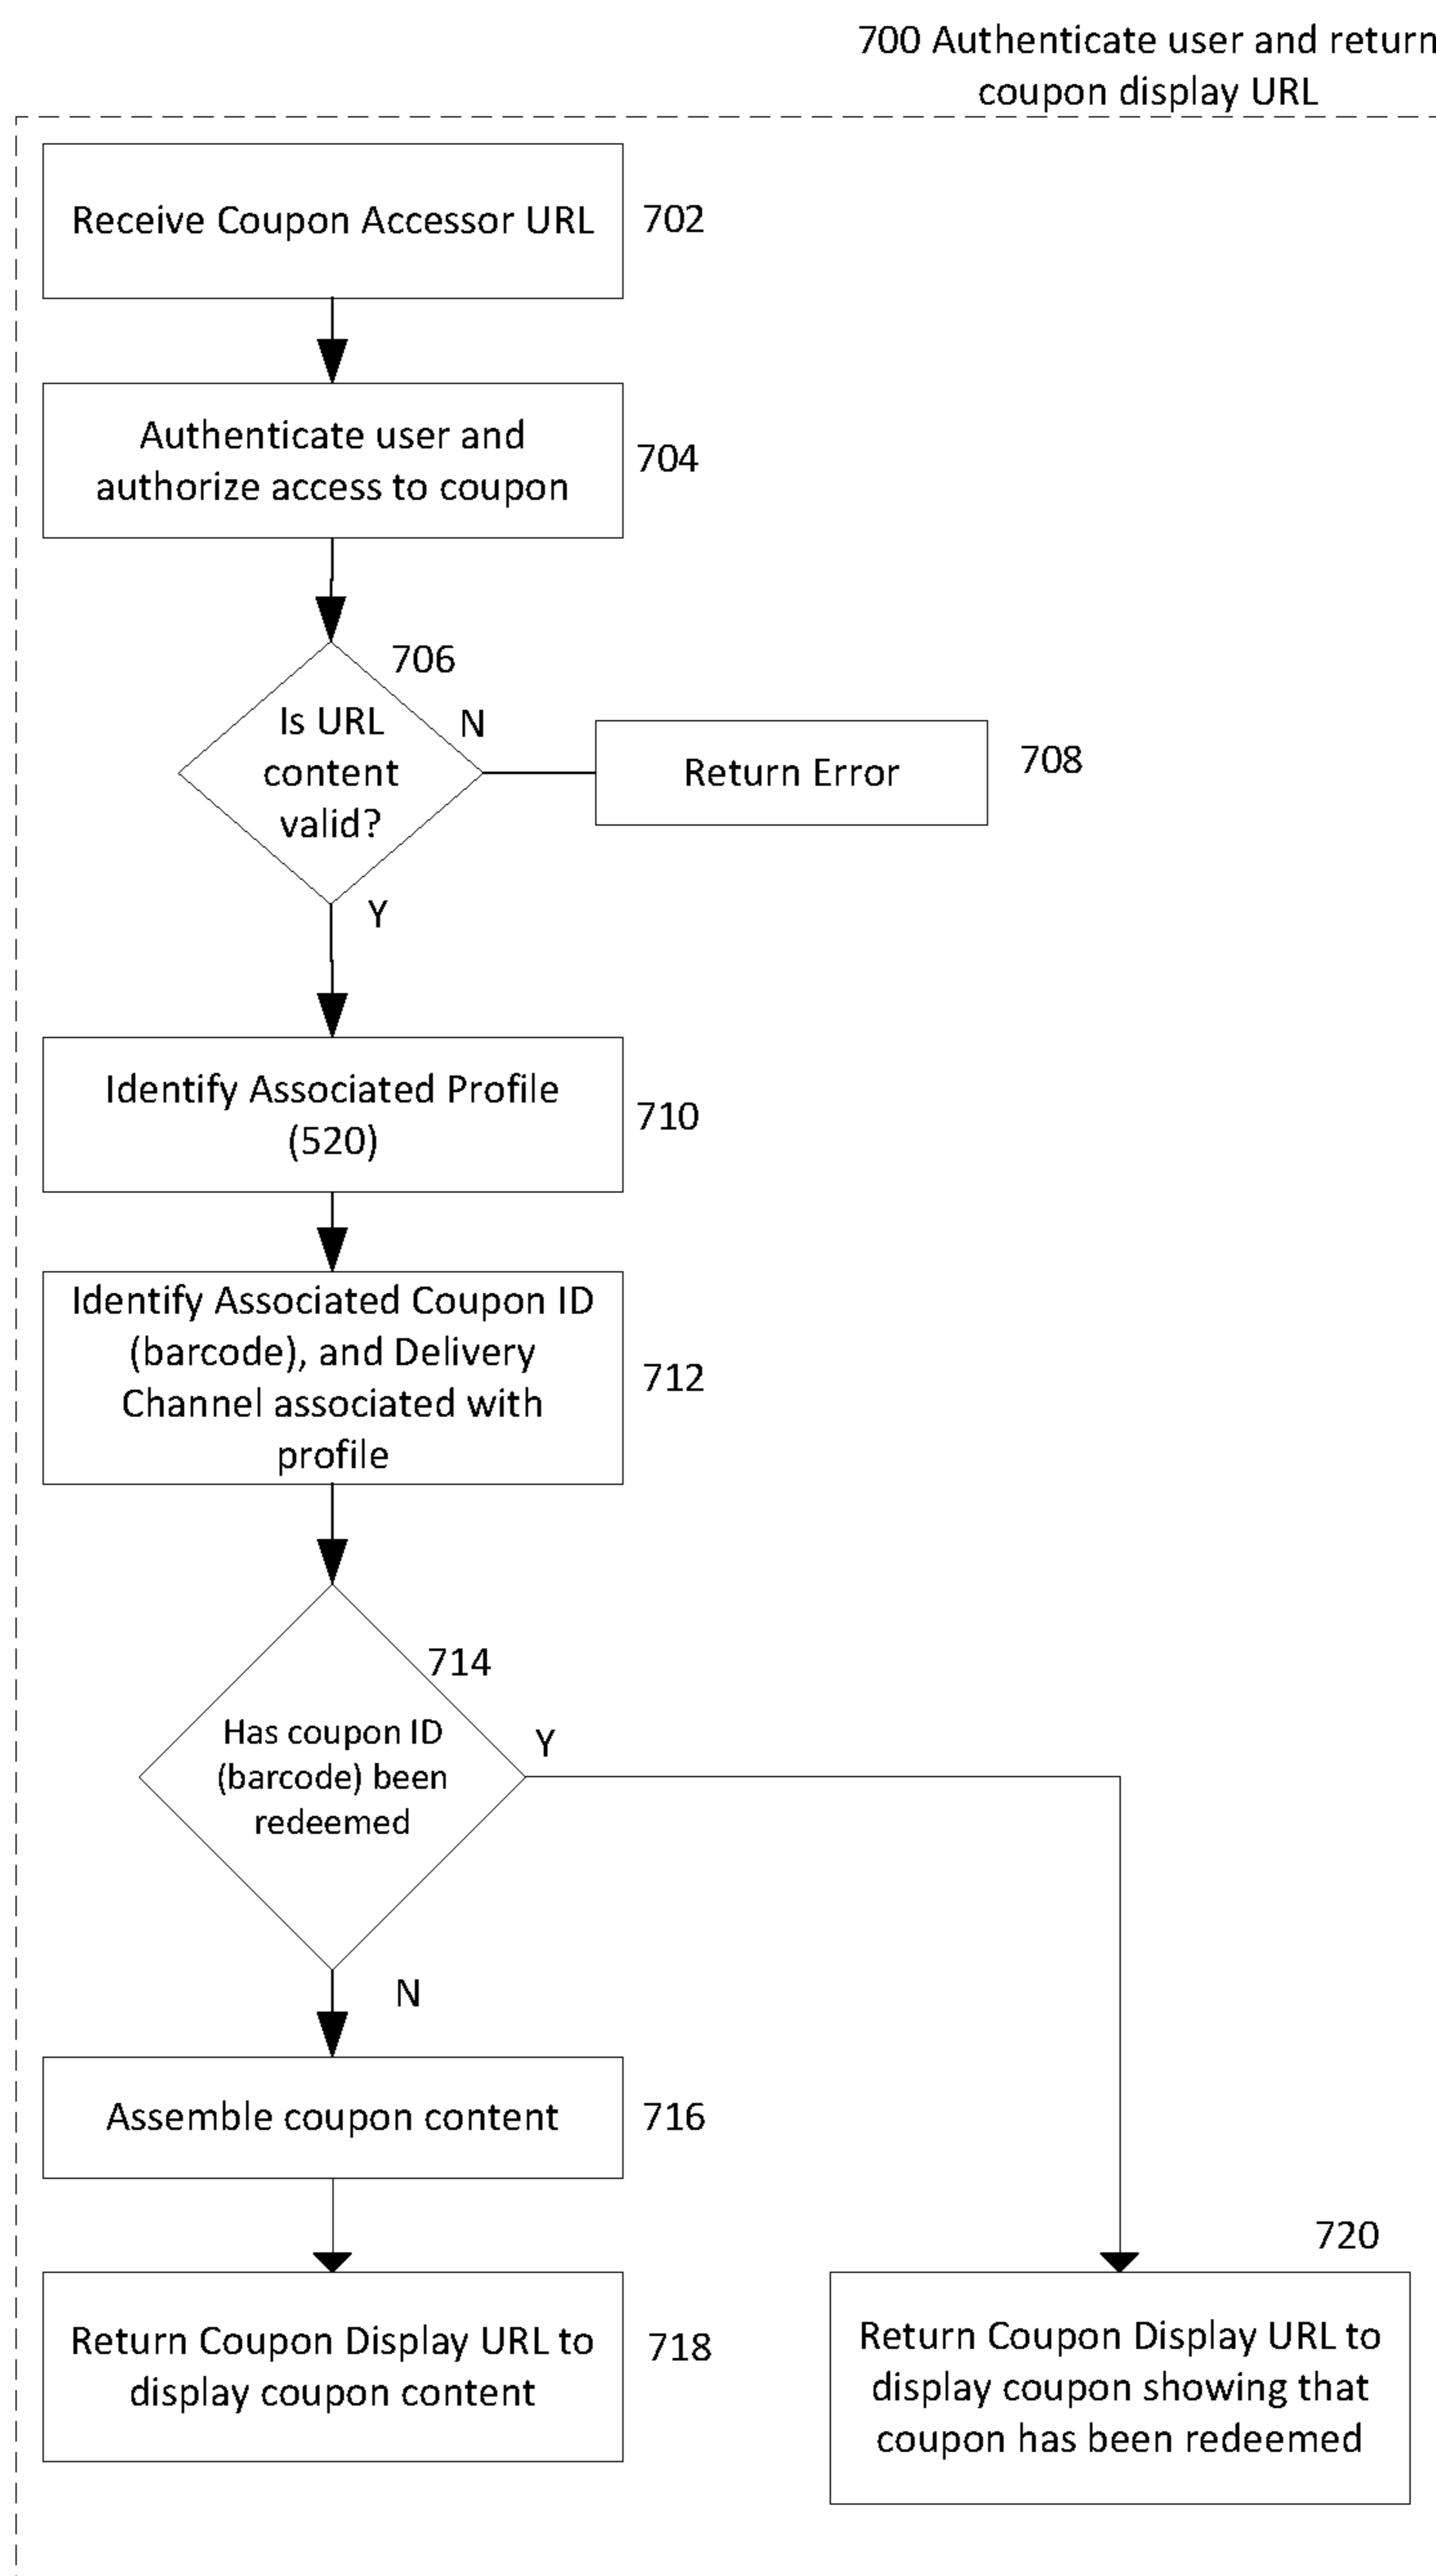 700 Authenticate user and return
coupon display URL
Receive Coupon Accessor URL
702
Authenticate user and
authorize access to coupon
704
706
Is URL
content
valid?
N
Return Error
708
Y
Identify Associated Profile
(520)
710
Identify Associated Coupon ID
(barcode), and Delivery
Channel associated with
profile
712
714
Has coupon ID
(barcode) been
redeemed
Y
N
Assemble coupon content
716
Return Coupon Display URL to
display coupon content
718
720
Return Coupon Display URL to
display coupon showing that
coupon has been redeemed